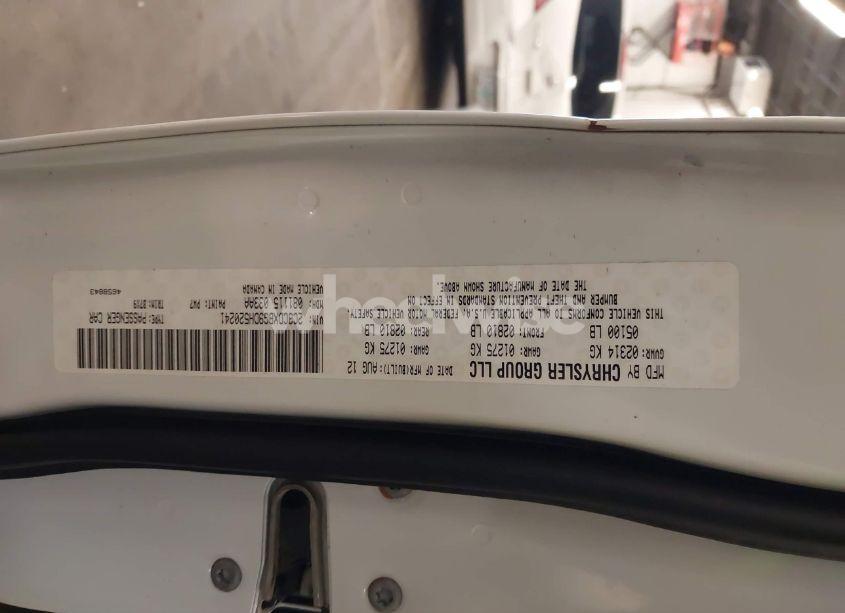 MFD BY CHRYSLER GROUP LLC
DATE OF MFR(BUILT): AUG 12
GVWR: 02314 KG
GAWR: 01275 KG
GAWR: 01275 KG
05100 LB
FRONT: 02810 LB
REAR: 02810 LB
THIS VEHICLE CONFORMS TO ALL APPLICABLE U.S.A. FEDERAL MOTOR VEHICLE SAFETY,
BUMPER AND THEFT PREVENTION STANDARDS IN EFFECT ON
THE DATE OF MANUFACTURE SHOWN ABOVE.
VIN:
TYPE: PASSENGER CAR
MDH: 081115 033AA
PAINT: PW7
TRIM: B7X9
VEHICLE MADE IN CANADA
4658843